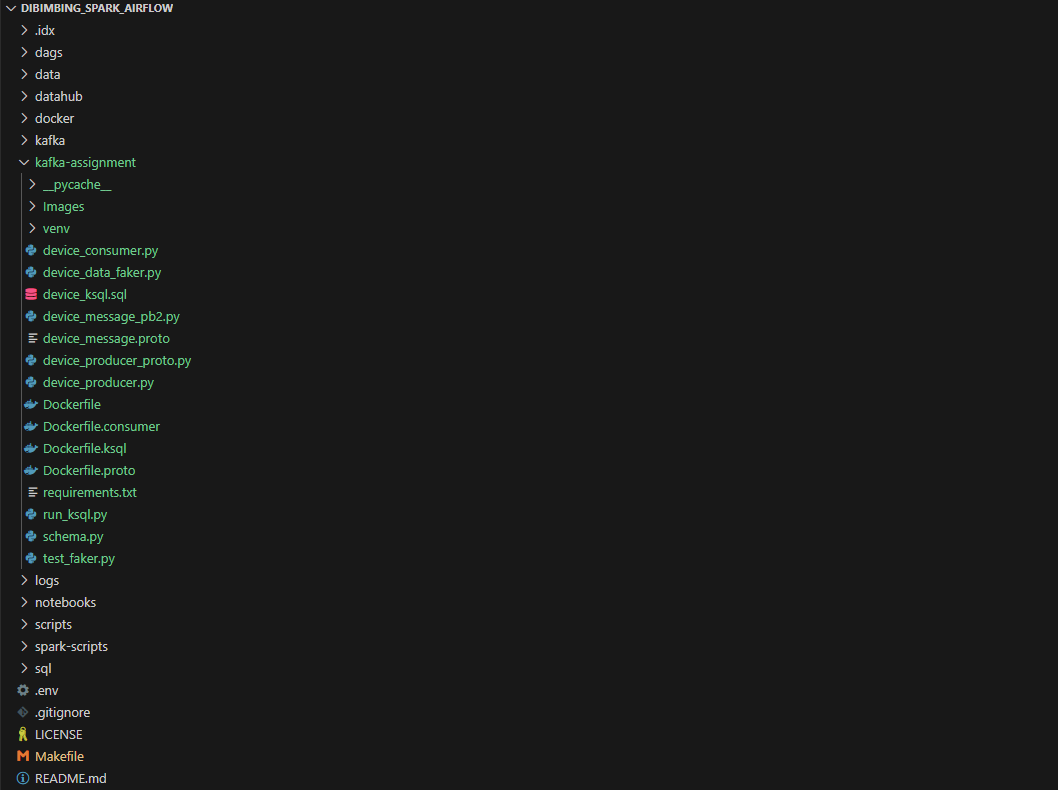 DIBIMBING_SPARK_AIRFLOW
.idx
dags
data
datahub
docker
kafka
kafka-assignment
__pycache__
Images
venv
device_consumer.py
device_data_faker.py
device_ksql.sql
device_message_pb2.py
device_message.proto
device_producer_proto.py
device_producer.py
Dockerfile
Dockerfile.consumer
Dockerfile.ksql
Dockerfile.proto
requirements.txt
run_ksql.py
schema.py
test_faker.py
logs
notebooks
scripts
spark-scripts
sql
.env
.gitignore
LICENSE
Makefile
README.md